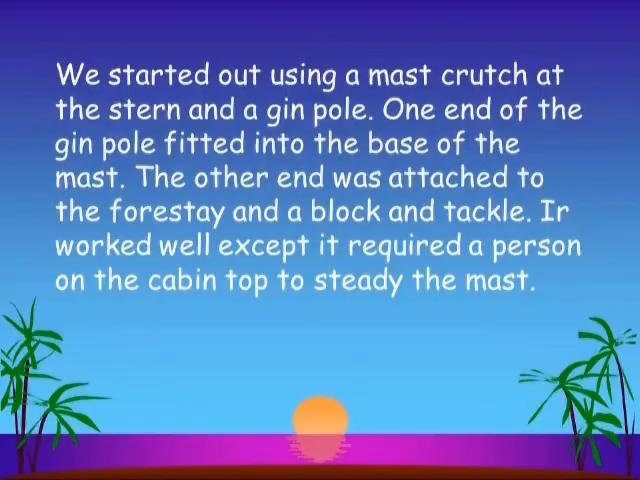 We started out using a mast crutch at
the stern and a gin pole. One end of the
gin pole fitted into the base of the
mast. The other end was attached to
the forestay and a block and tackle. Ir
worked well except it required a person
on the cabin top to steady the mast.